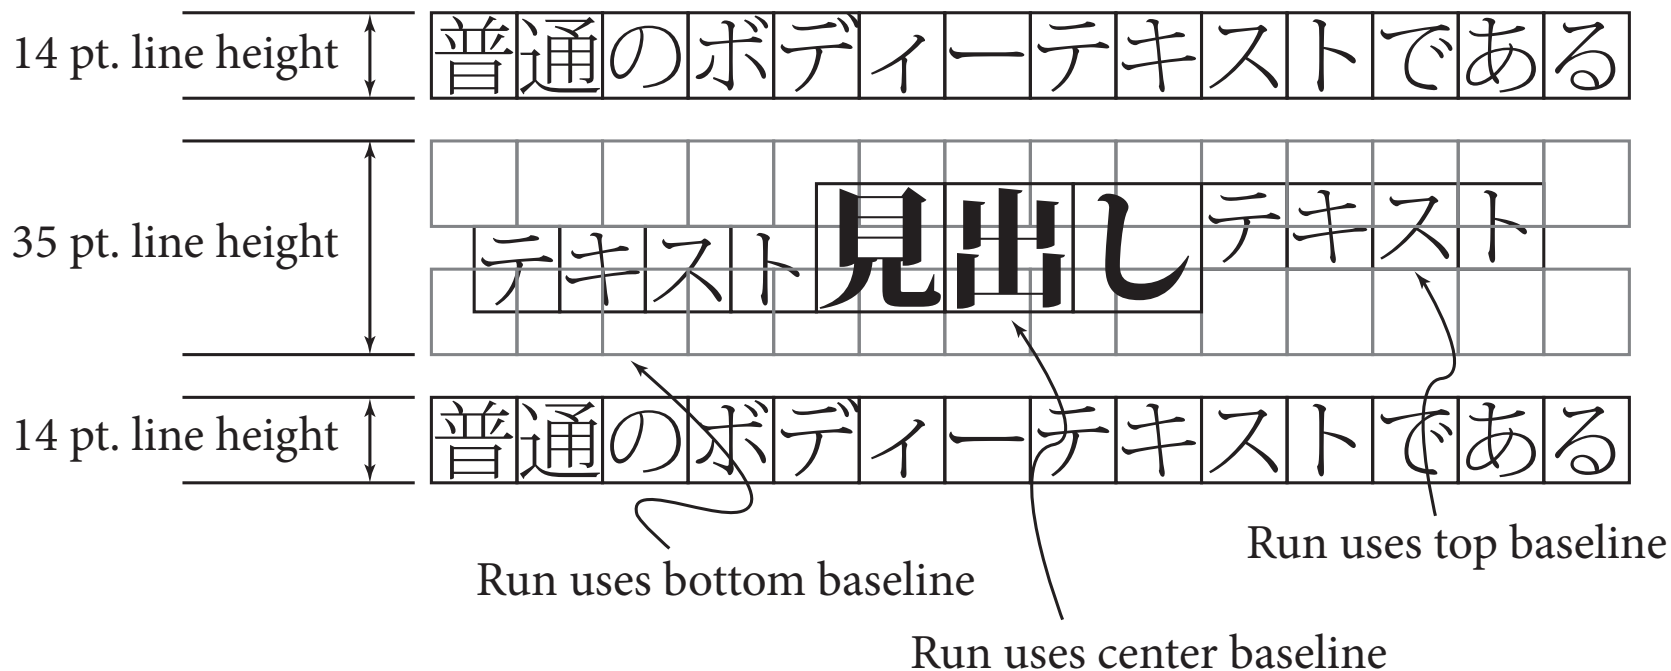 14 pt. line height 普通のボディーテキストである
35 pt. line height テキスト見出しテキスト
14 pt. line height 普通のボディーテキストである
Run uses top baseline
Run uses bottom baseline
Run uses center baseline